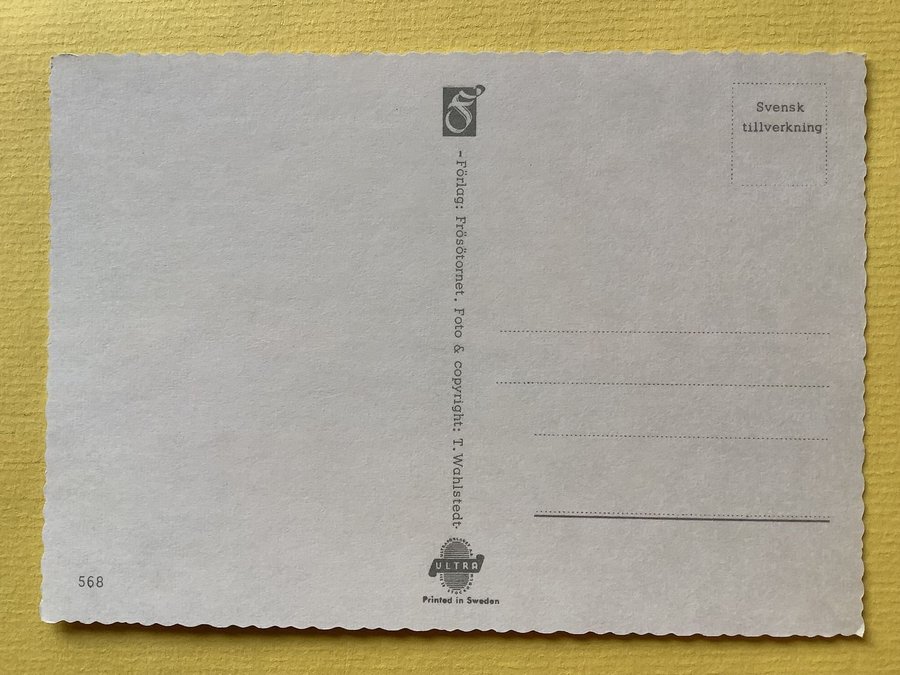 Svensk
tillverkning
- Förlag: Frösötornet. Foto & copyright: T. Wahlstedt.
ULTRA
Printed in Sweden
568